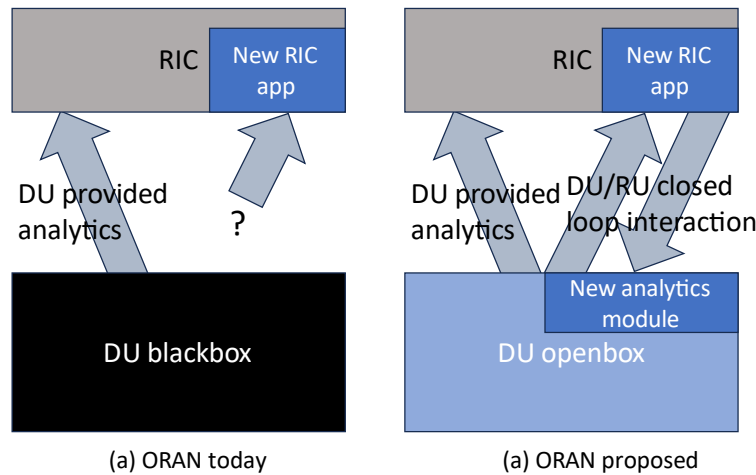 RIC
New RIC
app
DU provided
analytics
?
DU blackbox
(a) ORAN today
RIC
New RIC
app
DU provided
analytics
DU/RU closed
loop interaction
New analytics
module
DU openbox
(a) ORAN proposed